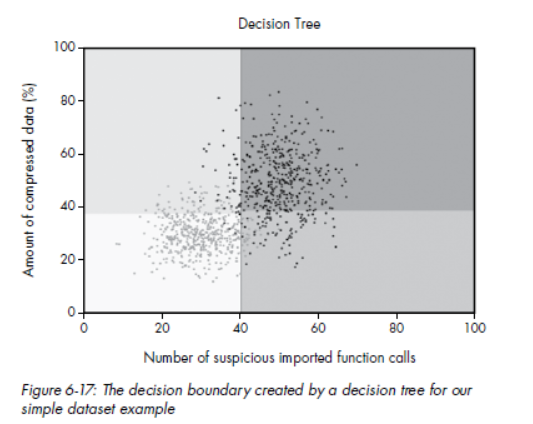 Decision Tree
100
80
60
40
20
0
Amount of compressed data (%)
0 20 40 60 80 100
Number of suspicious imported function calls
Figure 6-17: The decision boundary created by a decision tree for our
simple dataset example